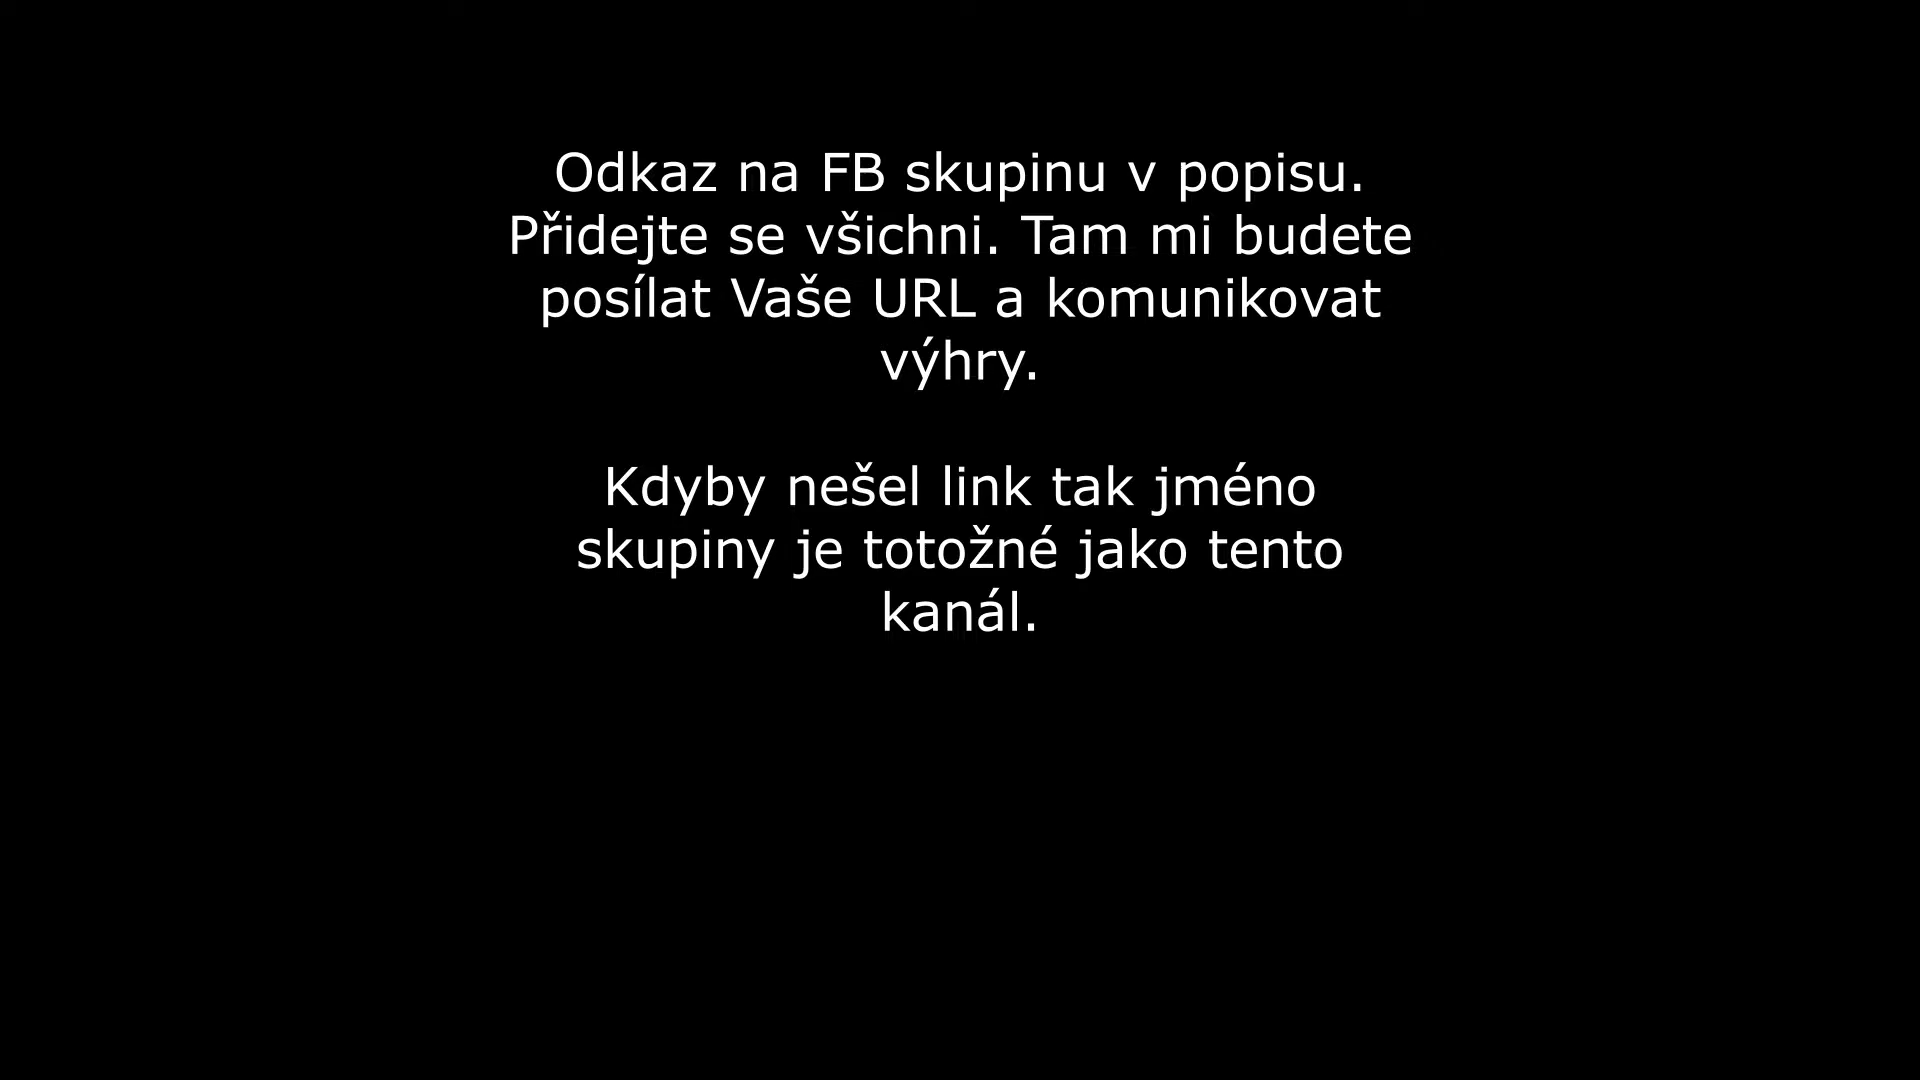 Odkaz na FB skupinu v popisu.
Přidejte se všichni. Tam mi budete
posílat Vaše URL a komunikovat
výhry.
Kdyby nešel link tak jméno
skupiny je totožné jako tento
kanál.